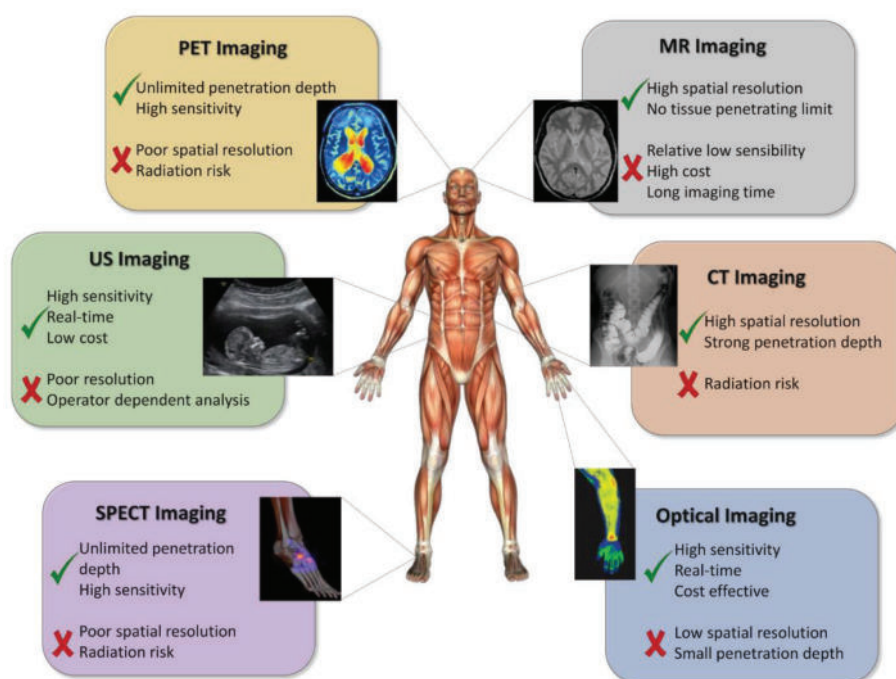 PET Imaging
Unlimited penetration depth
High sensitivity
Poor spatial resolution
Radiation risk
MR Imaging
High spatial resolution
No tissue penetrating limit
Relative low sensibility
High cost
Long imaging time
US Imaging
High sensitivity
Real-time
Low cost
Poor resolution
Operator dependent analysis
CT Imaging
High spatial resolution
Strong penetration depth
Radiation risk
SPECT Imaging
Unlimited penetration
depth
High sensitivity
Poor spatial resolution
Radiation risk
Optical Imaging
High sensitivity
Real-time
Cost effective
Low spatial resolution
Small penetration depth